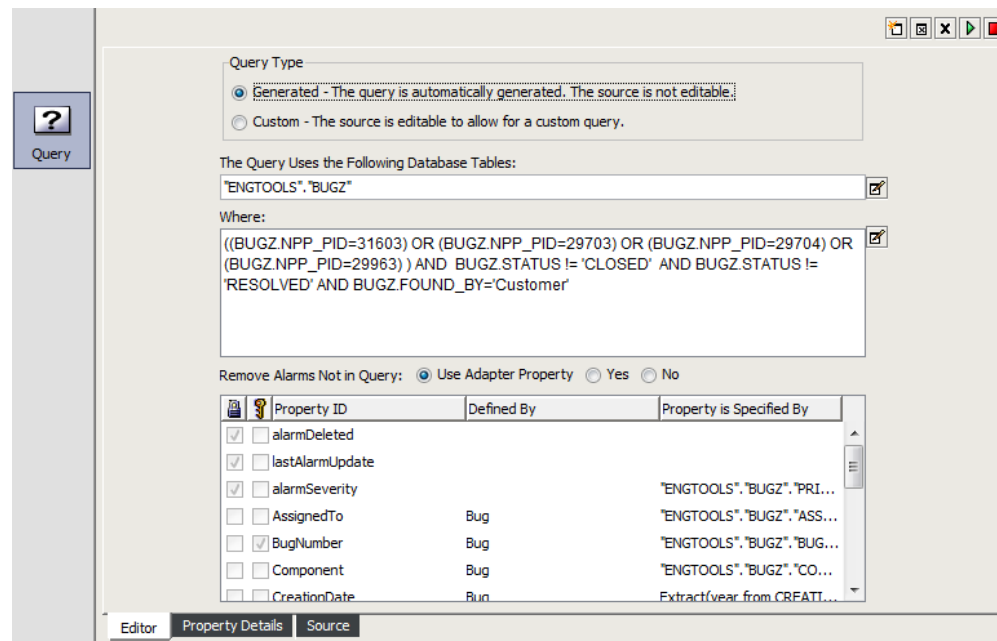 Query Type
Generated - The query is automatically generated. The source is not editable.
Custom - The source is editable to allow for a custom query.
Query
The Query Uses the Following Database Tables:
"ENGTOOLS"."BUGZ"
Where:
((BUGZ.NPP_PID=31603) OR (BUGZ.NPP_PID=29703) OR (BUGZ.NPP_PID=29704) OR
(BUGZ.NPP_PID=29963) ) AND  BUGZ.STATUS != 'CLOSED'  AND BUGZ.STATUS !=
'RESOLVED' AND BUGZ.FOUND_BY='Customer'
Remove Alarms Not in Query: Use Adapter Property Yes No
Property ID Defined By Property is Specified By
alarmDeleted
lastAlarmUpdate
alarmSeverity "ENGTOOLS"."BUGZ"."PRI...
AssignedTo Bug "ENGTOOLS"."BUGZ"."ASS...
BugNumber Bug "ENGTOOLS"."BUGZ"."BUG...
Component Bug "ENGTOOLS"."BUGZ"."CO...
CreationDate Bug Extract(year from CREATI...
Editor Property Details Source